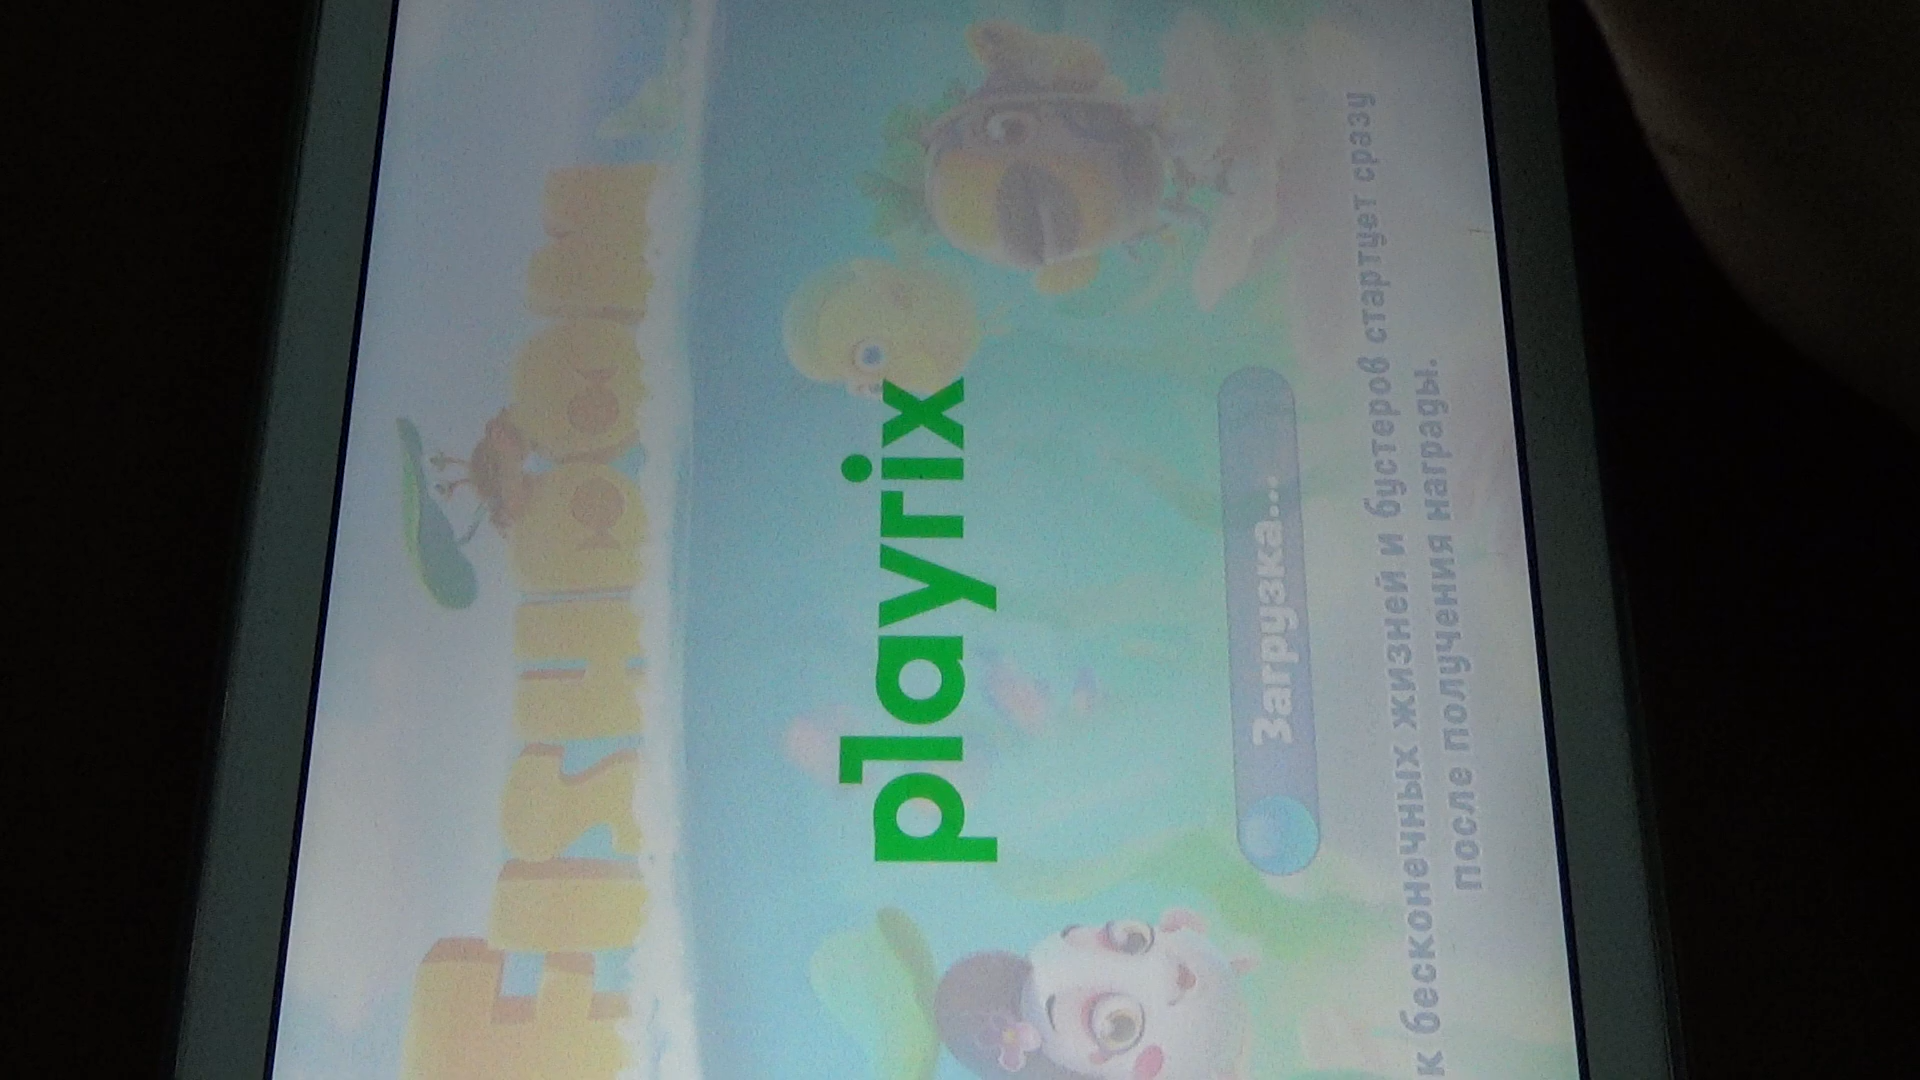 FISHDOM
playrix
Загрузка...
к бесконечных жизней и бустеров стартует сразу
после получения награды.